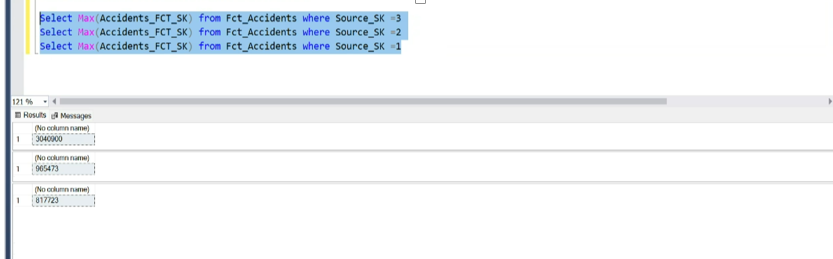 Select Max(Accidents_FCT_SK) from Fct_Accidents where Source_SK =3
Select Max(Accidents_FCT_SK) from Fct_Accidents where Source_SK =2
Select Max(Accidents_FCT_SK) from Fct_Accidents where Source_SK =1
121 %
Results Messages
(No column name)
1 3040900
(No column name)
1 965473
(No column name)
1 817723